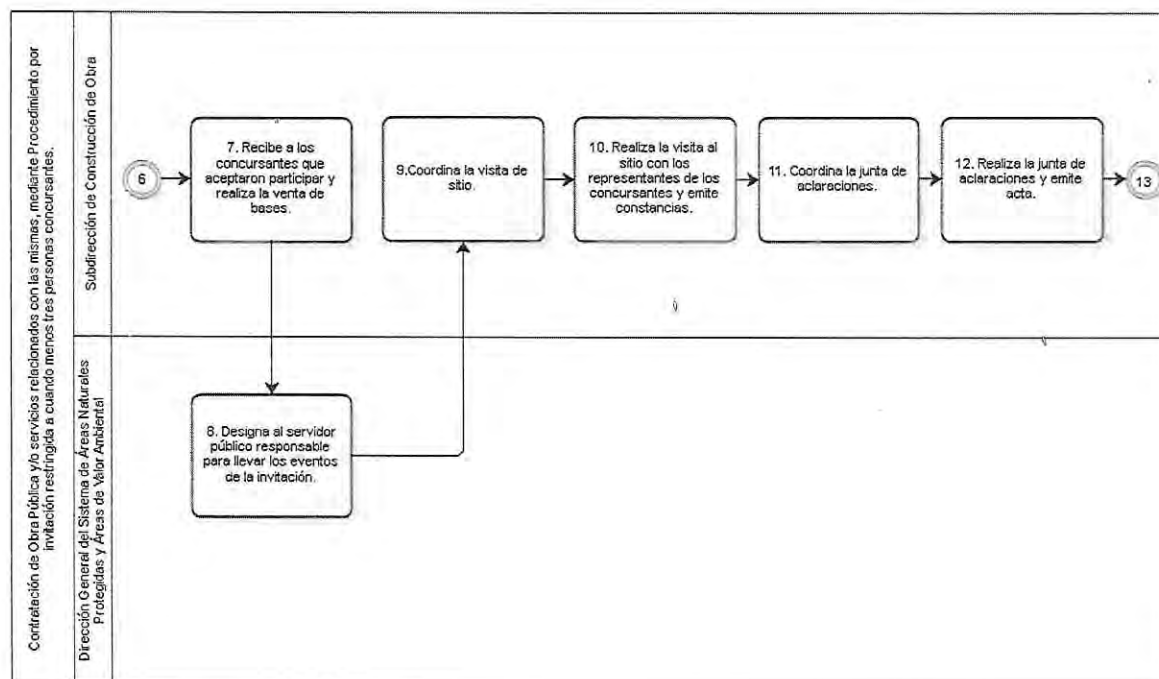 Contratación de Obra Pública y/o servicios relacionados con las mismas, mediante Procedimiento por
invitación restringida a cuando menos tres personas concursantes.
Subdirección de Construcción de Obra
6
7. Recibe a los
concursantes que
aceptaron participar y
realiza la venta de
bases.
9.Coordina la visita de
sitio.
10. Realiza la visita al
sitio con los
representantes de los
concursantes y emite
constancias.
11. Coordina la junta de
aclaraciones.
12. Realiza la junta de
aclaraciones y emite
acta.
13
Dirección General del Sistema de Áreas Naturales
Protegidas y Áreas de Valor Ambiental
8. Designa al servidor
público responsable
para llevar los eventos
de la invitación.